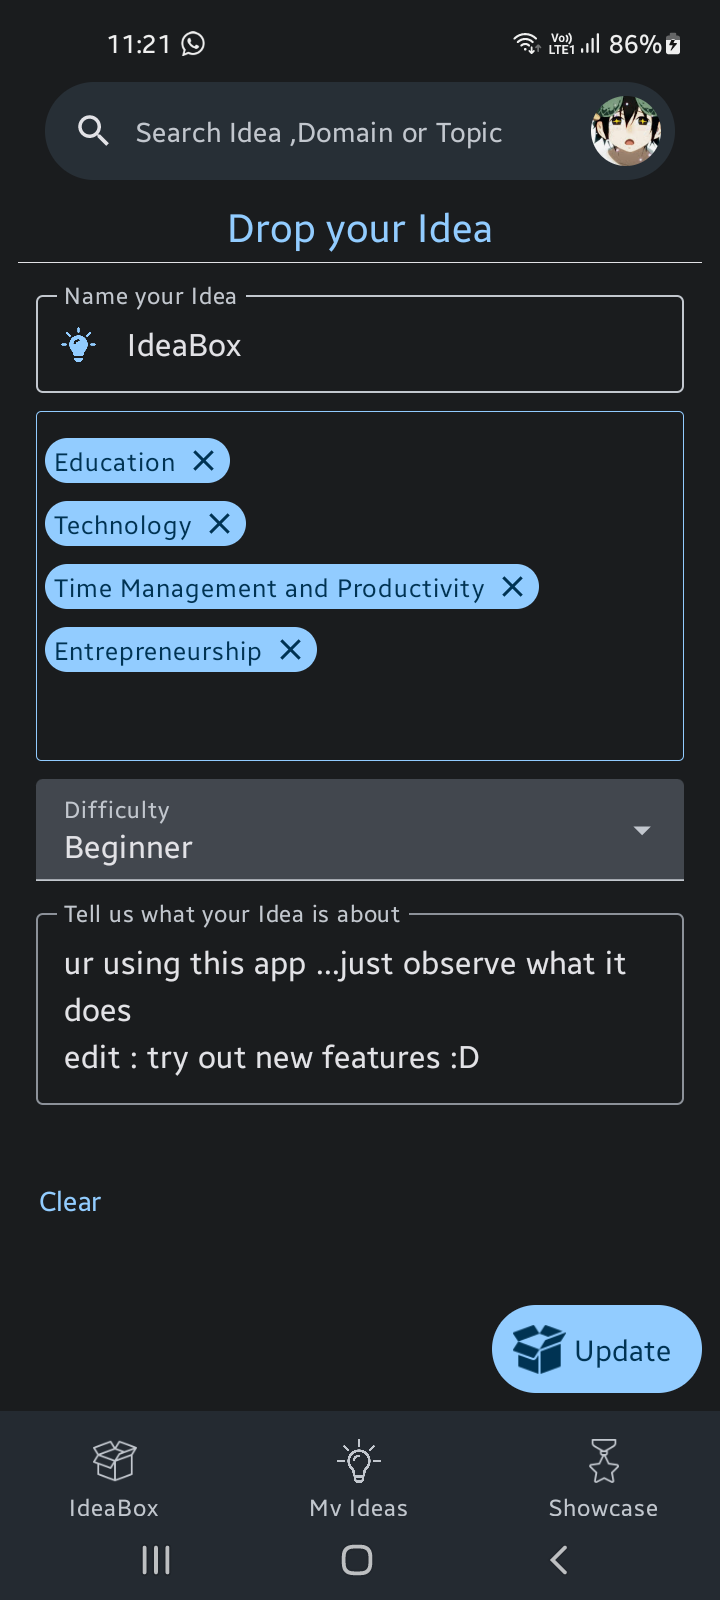 11:21
Vo)) LTE1 86%
Search Idea ,Domain or Topic
Drop your Idea
Name your Idea
IdeaBox
Education
Technology
Time Management and Productivity
Entrepreneurship
Difficulty
Beginner
Tell us what your Idea is about
ur using this app ...just observe what it
does
edit : try out new features :D
Clear
Update
IdeaBox My Ideas Showcase